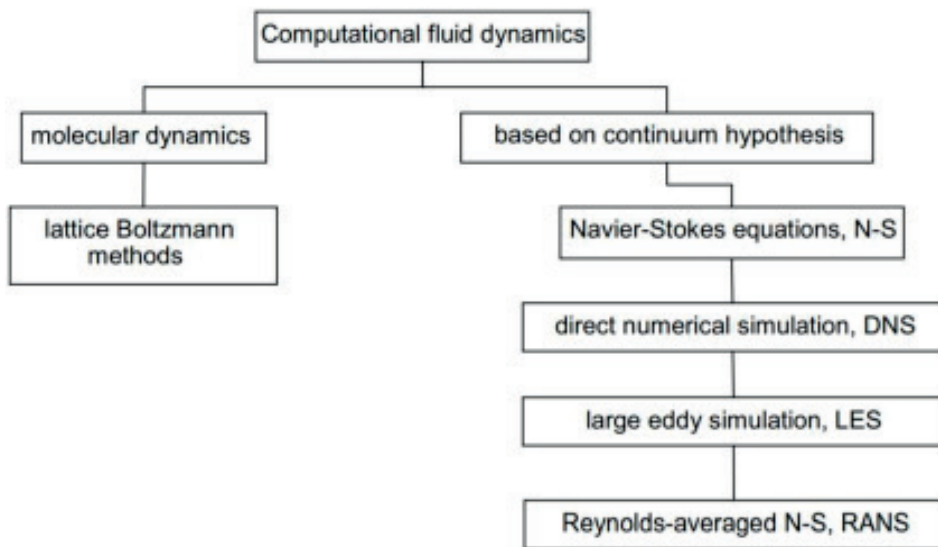 Computational fluid dynamics
molecular dynamics
based on continuum hypothesis
lattice Boltzmann
methods
Navier-Stokes equations, N-S
direct numerical simulation, DNS
large eddy simulation, LES
Reynolds-averaged N-S, RANS